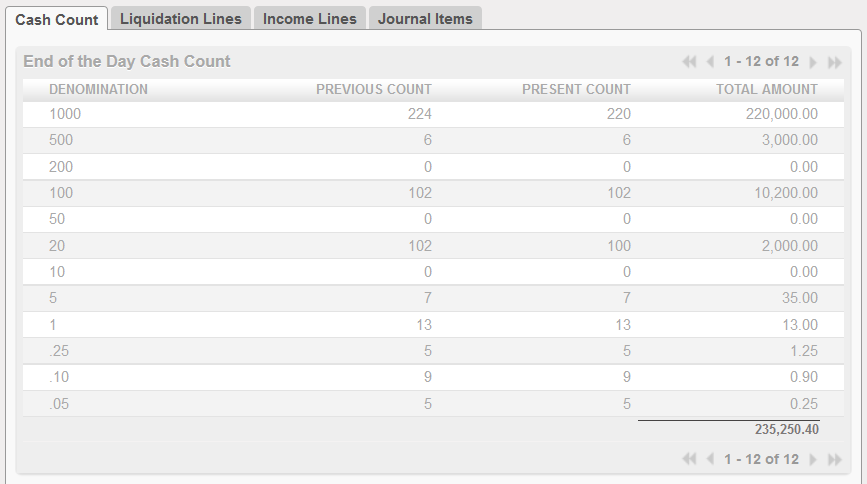 Cash Count Liquidation Lines Income Lines Journal Items
End of the Day Cash Count 1 - 12 of 12
DENOMINATION PREVIOUS COUNT PRESENT COUNT TOTAL AMOUNT
1000 224 220 220,000.00
500 6 6 3,000.00
200 0 0 0.00
100 102 102 10,200.00
50 0 0 0.00
20 102 100 2,000.00
10 0 0 0.00
5 7 7 35.00
1 13 13 13.00
.25 5 5 1.25
.10 9 9 0.90
.05 5 5 0.25
235,250.40
1 - 12 of 12